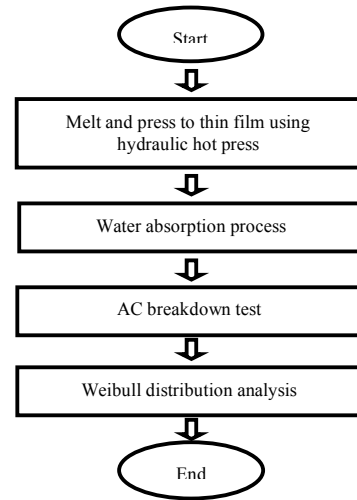 Start
Melt and press to thin film using
hydraulic hot press
Water absorption process
AC breakdown test
Weibull distribution analysis
End